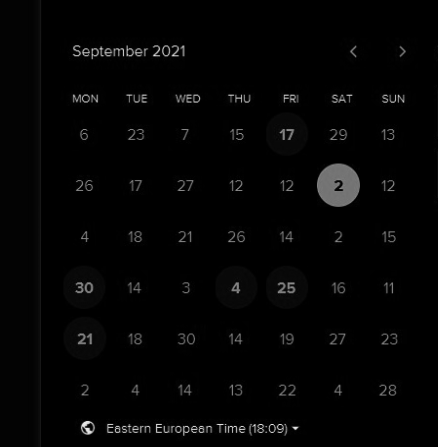 September 2021
MON TUE WED THU FRI SAT SUN
6 23 7 15 17 29 13
26 17 27 12 12 2 12
4 18 21 26 14 2 15
30 14 3 4 25 16 11
21 18 30 14 19 27 23
2 4 14 13 22 4 28
Eastern European Time (18:09)